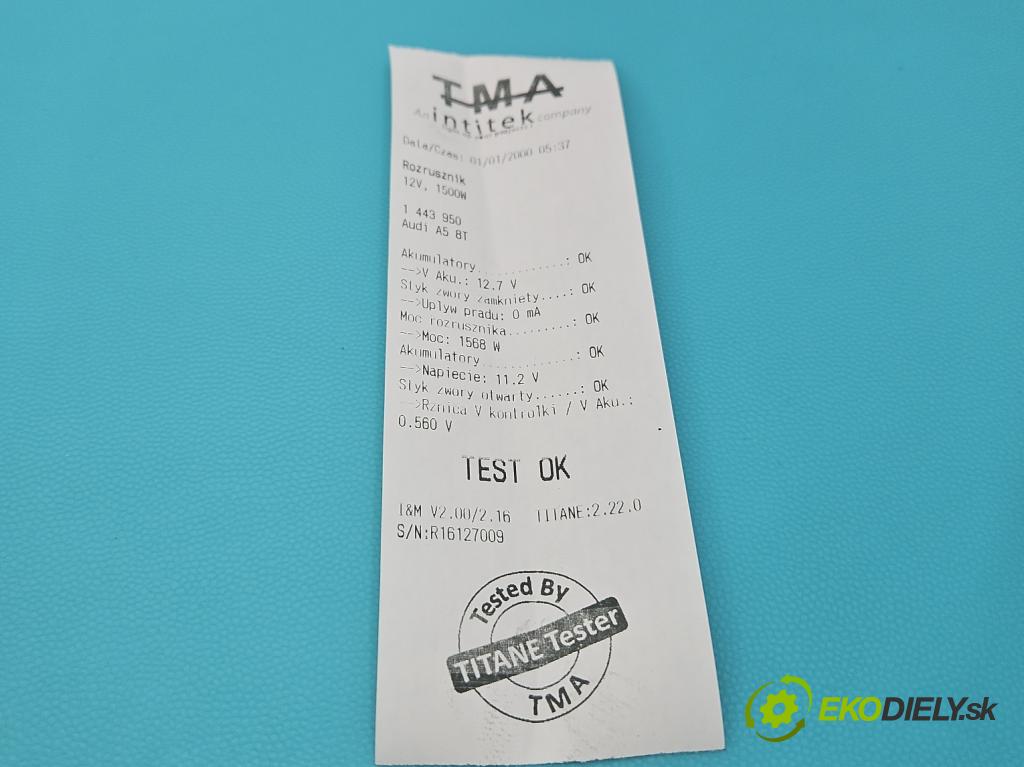 TMA
An intitek company
Data/Czas: 01/01/2000 05:37
Rozrusznik
12V, 1500W
1 443 950
Audi A5 8T
Akumulatory............: OK
-->V Aku.: 12.7 V
Styk zwory zamkniety....: OK
-->Uplyw pradu: 0 mA
Moc rozrusznika.........: OK
-->Moc: 1568 W
Akumulatory.............: OK
-->Napiecie: 11.2 V
Styk zwory otwarty......: OK
-->Rznica V kontrolki / V Aku.:
0.560 V
TEST OK
T&M V2.00/2.16 TITANE:2.22.0
S/N:R16127009
Tested By
TITANE Tester
TMA
EKODIELY.sk